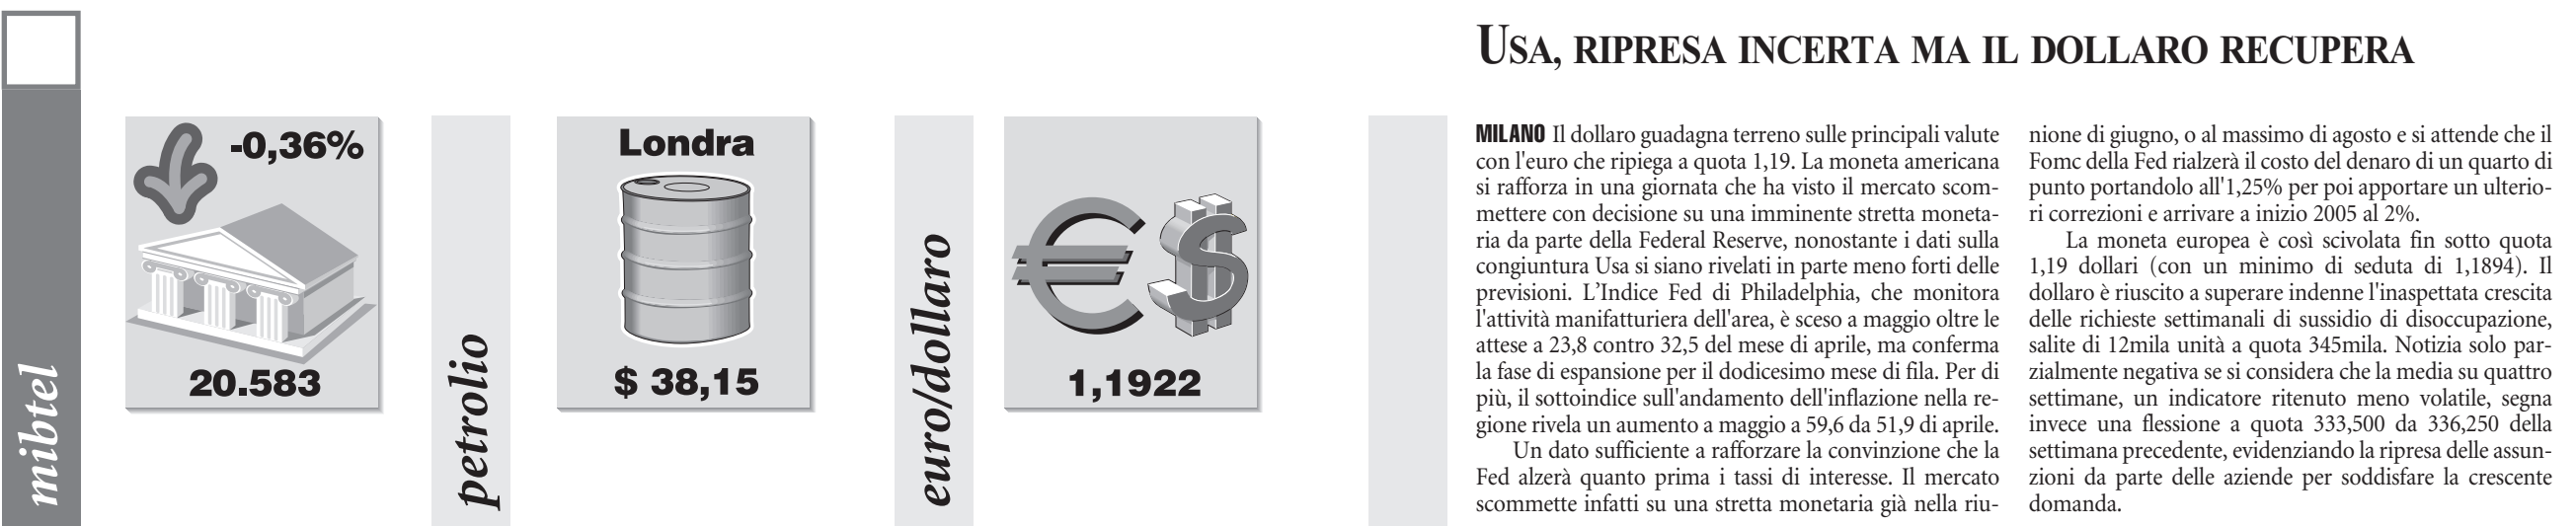 mibtel
-0,36%
20.583
petrolio
Londra
$ 38,15
euro/dollaro
1,1922
USA, RIPRESA INCERTA MA IL DOLLARO RECUPERA
MILANO Il dollaro guadagna terreno sulle principali valute
con l'euro che ripiega a quota 1,19. La moneta americana
si rafforza in una giornata che ha visto il mercato scom-
mettere con decisione su una imminente stretta moneta-
ria da parte della Federal Reserve, nonostante i dati sulla
congiuntura Usa si siano rivelati in parte meno forti delle
previsioni. L’Indice Fed di Philadelphia, che monitora
l'attività manifatturiera dell'area, è sceso a maggio oltre le
attese a 23,8 contro 32,5 del mese di aprile, ma conferma
la fase di espansione per il dodicesimo mese di fila. Per di
più, il sottoindice sull'andamento dell'inflazione nella re-
gione rivela un aumento a maggio a 59,6 da 51,9 di aprile.
Un dato sufficiente a rafforzare la convinzione che la
Fed alzerà quanto prima i tassi di interesse. Il mercato
scommette infatti su una stretta monetaria già nella riu-
nione di giugno, o al massimo di agosto e si attende che il
Fomc della Fed rialzerà il costo del denaro di un quarto di
punto portandolo all'1,25% per poi apportare un ulterio-
ri correzioni e arrivare a inizio 2005 al 2%.
La moneta europea è così scivolata fin sotto quota
1,19 dollari (con un minimo di seduta di 1,1894). Il
dollaro è riuscito a superare indenne l'inaspettata crescita
delle richieste settimanali di sussidio di disoccupazione,
salite di 12mila unità a quota 345mila. Notizia solo par-
zialmente negativa se si considera che la media su quattro
settimane, un indicatore ritenuto meno volatile, segna
invece una flessione a quota 333,500 da 336,250 della
settimana precedente, evidenziando la ripresa delle assun-
zioni da parte delle aziende per soddisfare la crescente
domanda.